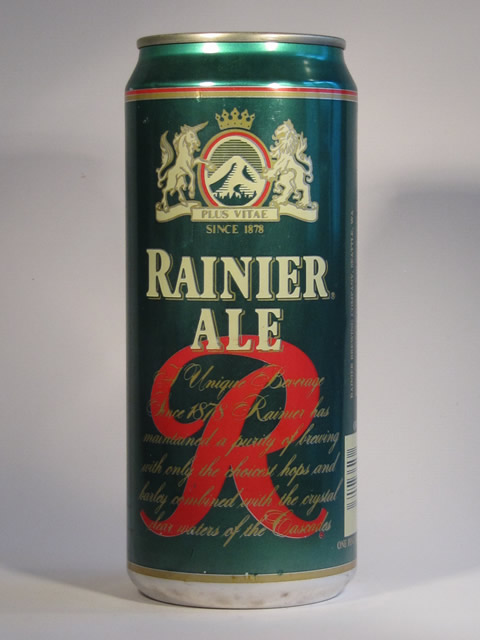 PLUS VITAE
SINCE 1878
RAINIER®
ALE
R
A Unique Beverage
Since 1878 Rainier has
maintained a purity of brewing
with only the choicest hops and
barley combined with the crystal
clear waters of the Cascades